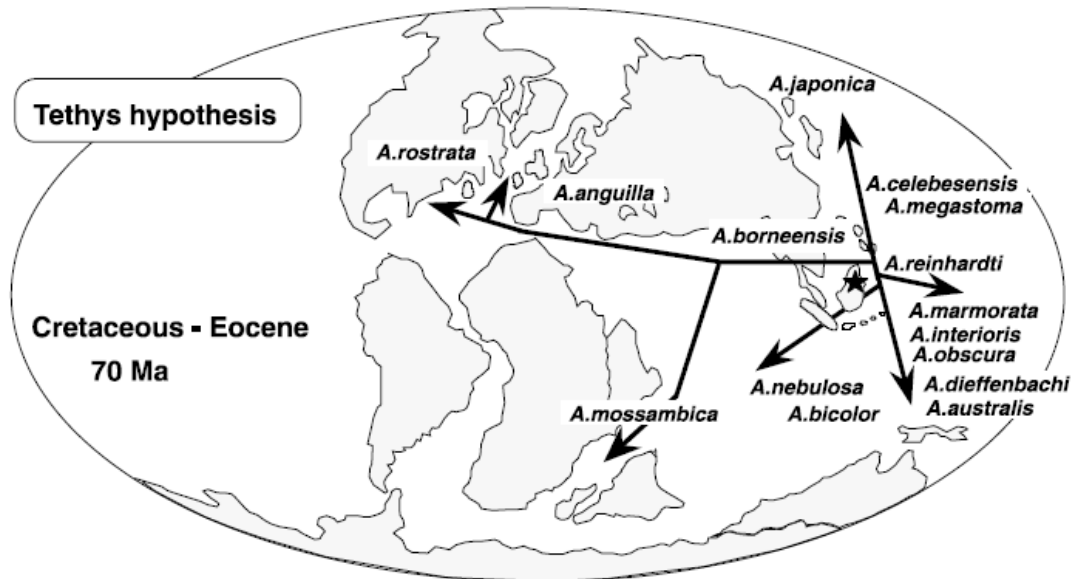 Tethys hypothesis
Cretaceous - Eocene
70 Ma
A.rostrata
A.anguilla
A.mossambica
A.borneensis
A.japonica
A.celebesensis
A.megastoma
A.reinhardti
A.marmorata
A.interioris
A.obscura
A.dieffenbachi
A.australis
A.nebulosa
A.bicolor